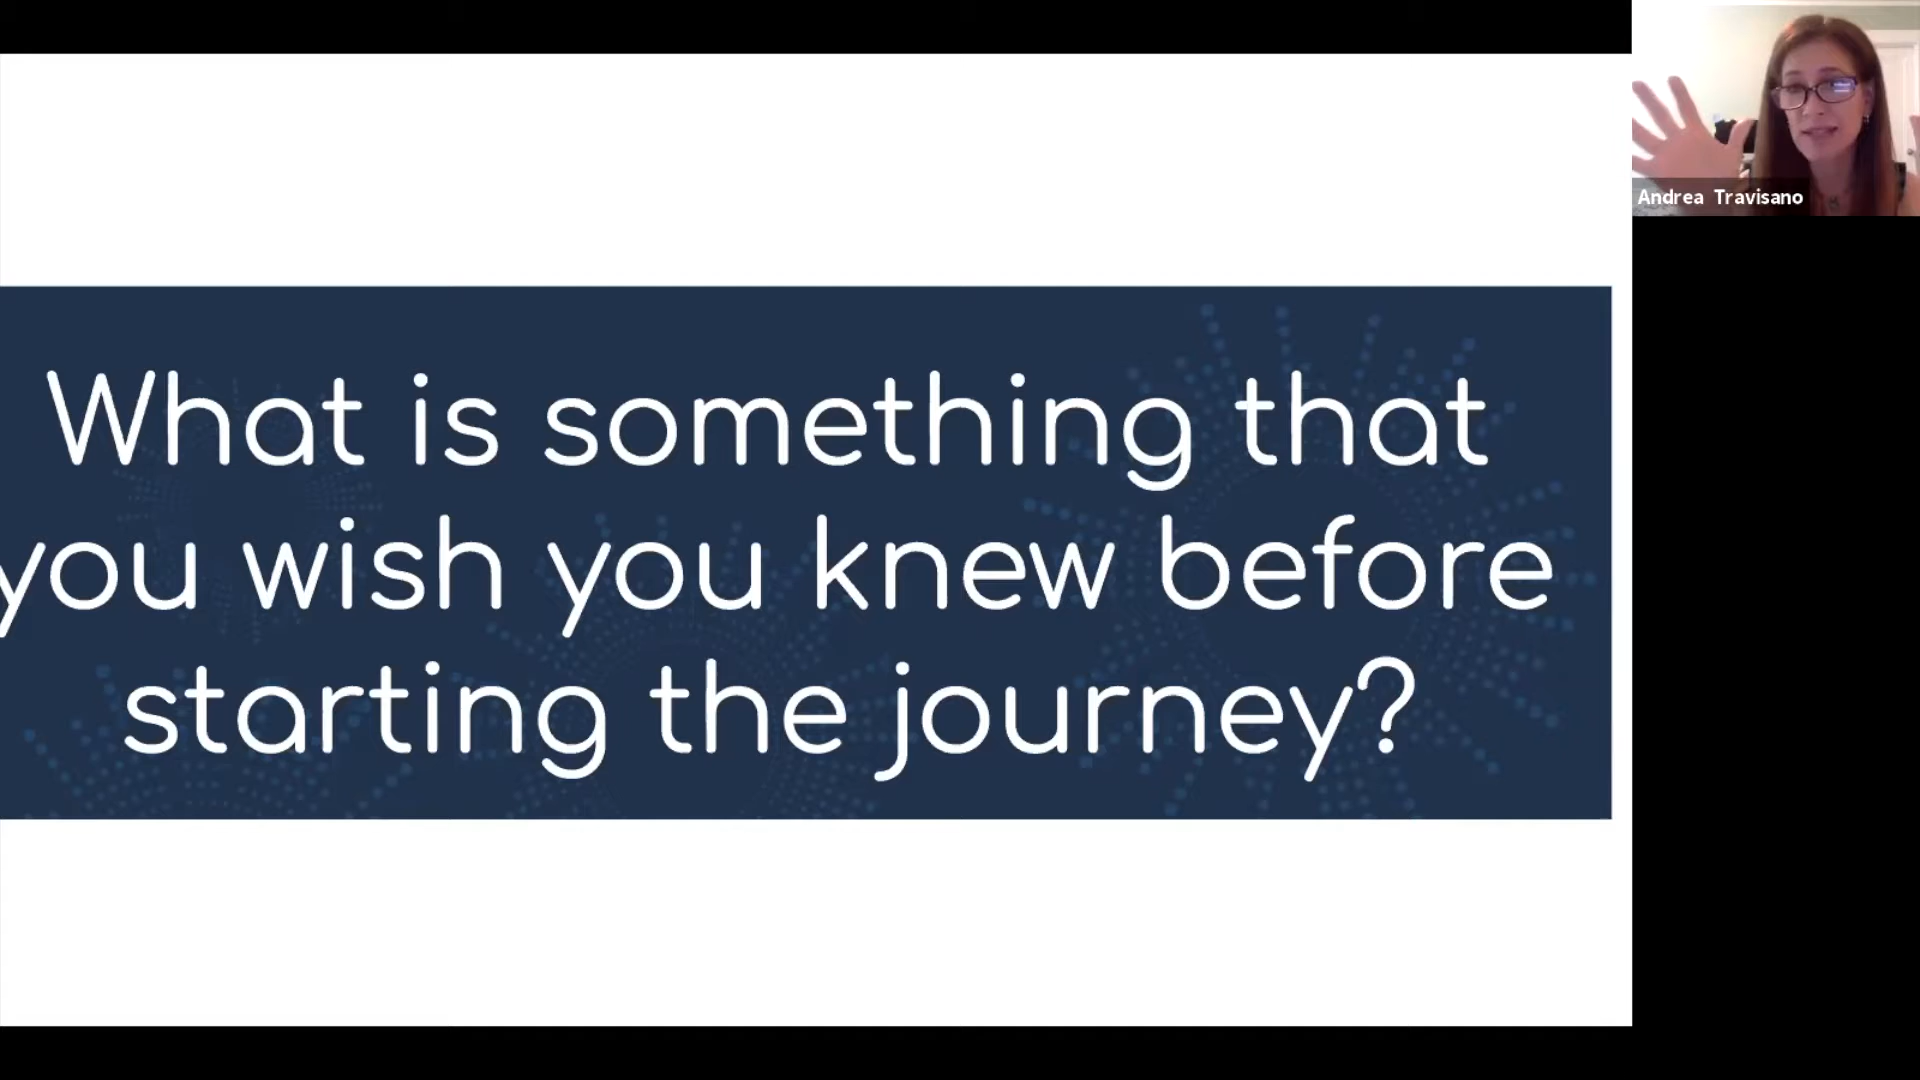 What is something that
you wish you knew before
starting the journey?
Andrea Travisano